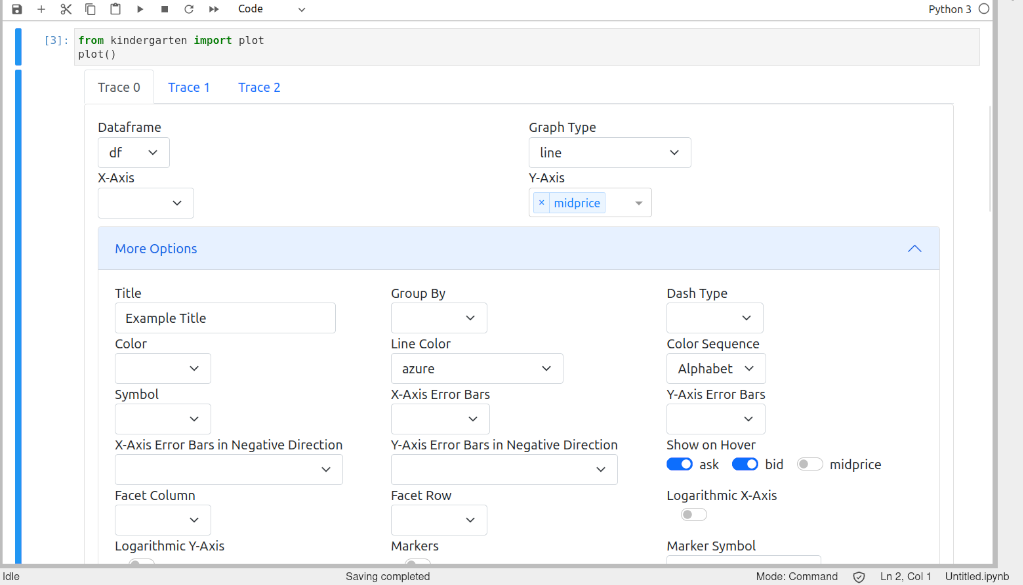 Code
Python 3
[3]: from kindergarten import plot
plot()
Trace 0 Trace 1 Trace 2
Dataframe Graph Type
df line
X-Axis Y-Axis
× midprice
More Options
Title Group By Dash Type
Example Title
Color Line Color Color Sequence
azure Alphabet
Symbol X-Axis Error Bars Y-Axis Error Bars
X-Axis Error Bars in Negative Direction Y-Axis Error Bars in Negative Direction Show on Hover
ask bid midprice
Facet Column Facet Row Logarithmic X-Axis
Logarithmic Y-Axis Markers Marker Symbol
Idle Saving completed Mode: Command Ln 2, Col 1 Untitled.ipynb